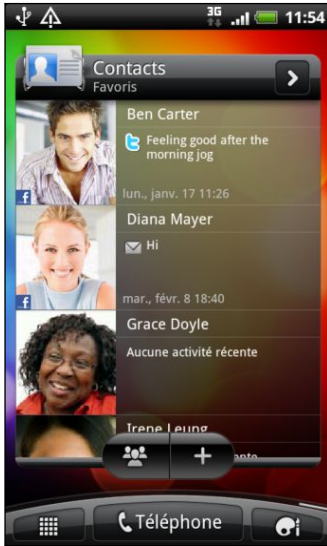 3G 11:54
Contacts
Favoris
Ben Carter
Feeling good after the
morning jog
lun., janv. 17 11:26
Diana Mayer
Hi
mar., févr. 8 18:40
Grace Doyle
Aucune activité récente
Irene Leung
Téléphone